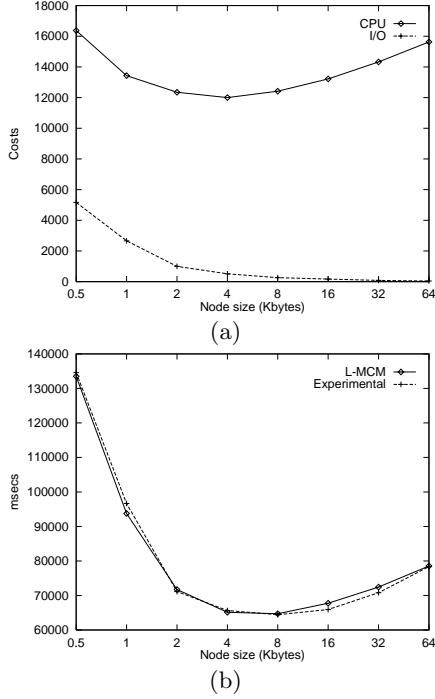 18000
16000
14000
12000
10000
8000
6000
4000
2000
0
Costs
CPU
I/O
0.5 1 2 4 8 16 32 64
Node size (Kbytes)
(a)
140000
130000
120000
110000
100000
90000
80000
70000
60000
msecs
L-MCM
Experimental
0.5 1 2 4 8 16 32 64
Node size (Kbytes)
(b)